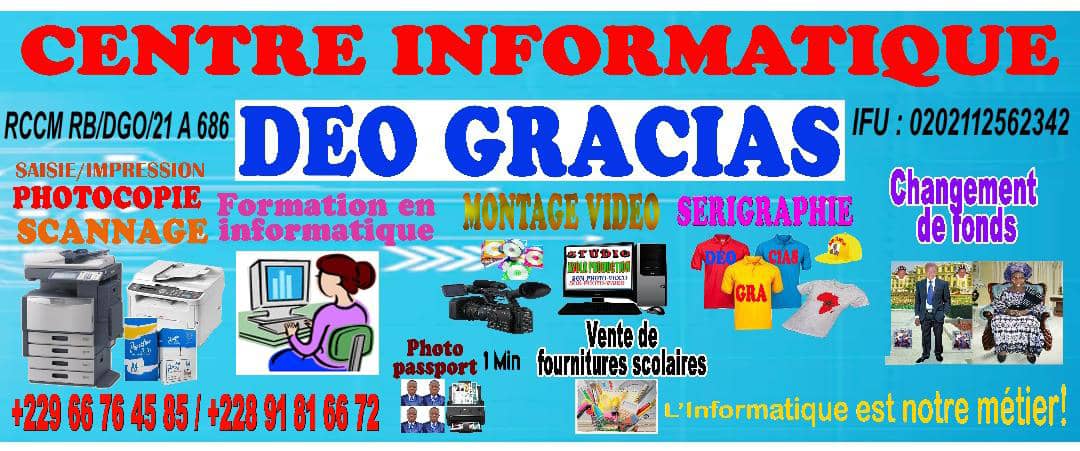 CENTRE INFORMATIQUE
RCCM RB/DGO/21 A 686
DEO GRACIAS
IFU : 0202112562342
SAISIE/IMPRESSION
PHOTOCOPIE
SCANNAGE
Formation en
informatique
MONTAGE VIDEO
SERIGRAPHIE
Changement
de fonds
STUDIO
DEO
CIAS
GRA
Photo
passport
1 Min
Vente de
fournitures scolaires
+229 66 76 45 85 / +228 91 81 66 72
L'Informatique est notre métier!